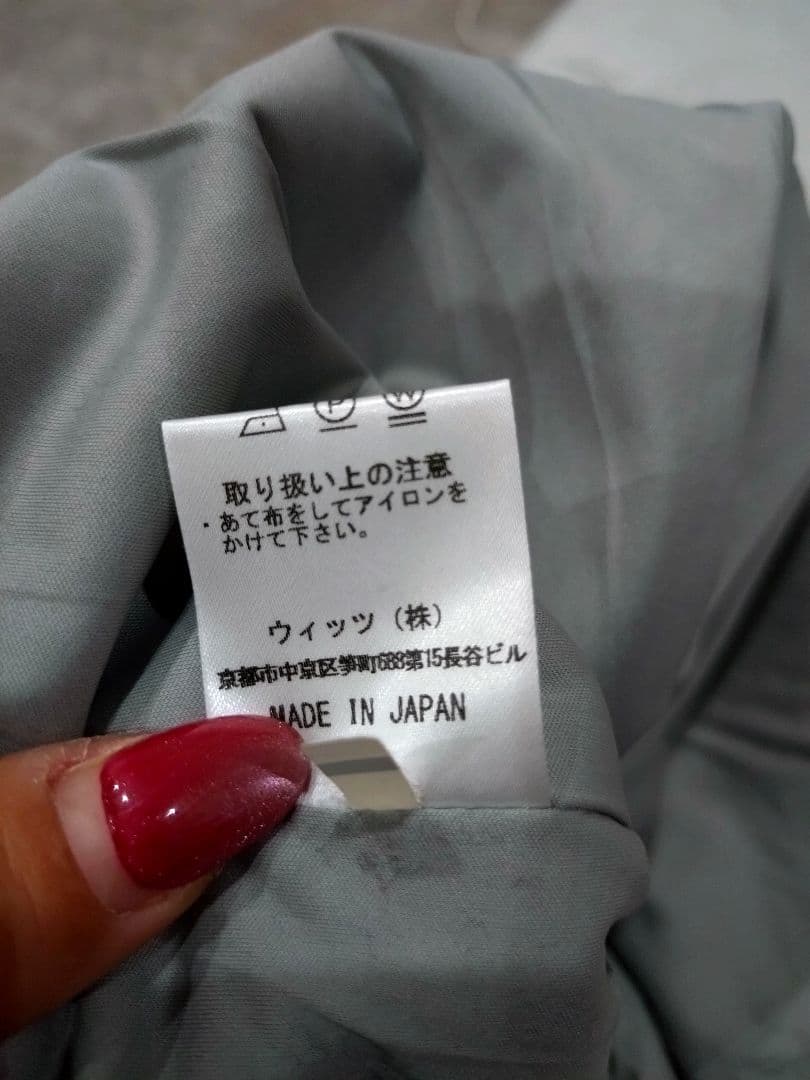 P W
取り扱い上の注意
・あて布をしてアイロンを
かけて下さい。
ウィッツ（株）
京都市中京区笋町688第15長谷ビル
MADE IN JAPAN